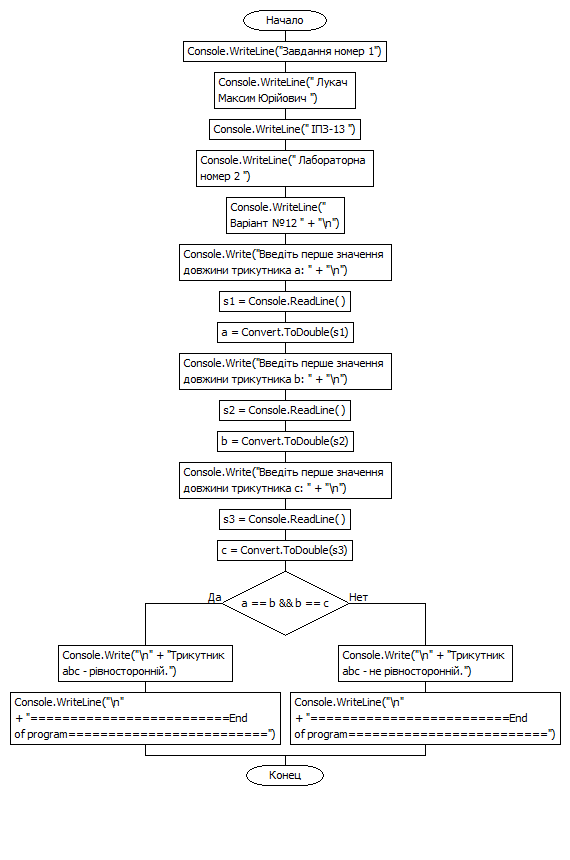 Начало
Console.WriteLine("Завдання номер 1")
Console.WriteLine(" Лукач
Максим Юрійович ")
Console.WriteLine(" ІПЗ-13 ")
Console.WriteLine(" Лабораторна
номер 2 ")
Console.WriteLine("
Варіант №12 " + "\n")
Console.Write("Введіть перше значення
довжини трикутника a: " + "\n")
s1 = Console.ReadLine( )
a = Convert.ToDouble(s1)
Console.Write("Введіть перше значення
довжини трикутника b: " + "\n")
s2 = Console.ReadLine( )
b = Convert.ToDouble(s2)
Console.Write("Введіть перше значення
довжини трикутника c: " + "\n")
s3 = Console.ReadLine( )
c = Convert.ToDouble(s3)
Да
a == b && b == c
Нет
Console.Write("\n" + "Трикутник
abc - рівносторонній.")
Console.Write("\n" + "Трикутник
abc - не рівносторонній.")
Console.WriteLine("\n"
+ "=========================End
of program=========================")
Console.WriteLine("\n"
+ "=========================End
of program=========================")
Конец